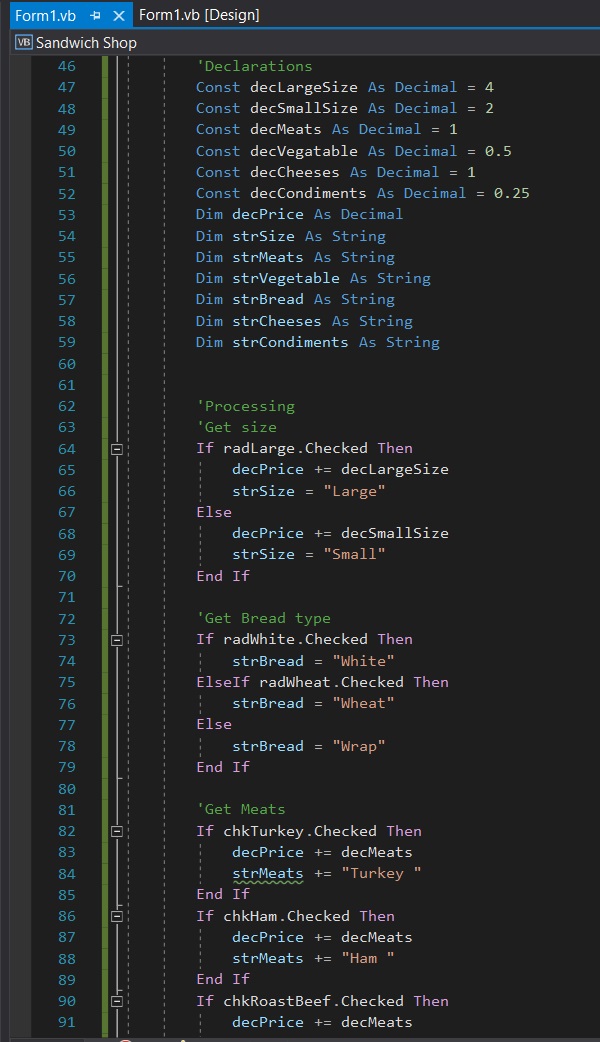 Form1.vb Form1.vb [Design]
VB Sandwich Shop
46 'Declarations
47 Const decLargeSize As Decimal = 4
48 Const decSmallSize As Decimal = 2
49 Const decMeats As Decimal = 1
50 Const decVegatable As Decimal = 0.5
51 Const decCheeses As Decimal = 1
52 Const decCondiments As Decimal = 0.25
53 Dim decPrice As Decimal
54 Dim strSize As String
55 Dim strMeats As String
56 Dim strVegetable As String
57 Dim strBread As String
58 Dim strCheeses As String
59 Dim strCondiments As String
60
61
62 'Processing
63 'Get size
64 If radLarge.Checked Then
65 decPrice += decLargeSize
66 strSize = "Large"
67 Else
68 decPrice += decSmallSize
69 strSize = "Small"
70 End If
71
72 'Get Bread type
73 If radWhite.Checked Then
74 strBread = "White"
75 ElseIf radWheat.Checked Then
76 strBread = "Wheat"
77 Else
78 strBread = "Wrap"
79 End If
80
81 'Get Meats
82 If chkTurkey.Checked Then
83 decPrice += decMeats
84 strMeats += "Turkey "
85 End If
86 If chkHam.Checked Then
87 decPrice += decMeats
88 strMeats += "Ham "
89 End If
90 If chkRoastBeef.Checked Then
91 decPrice += decMeats